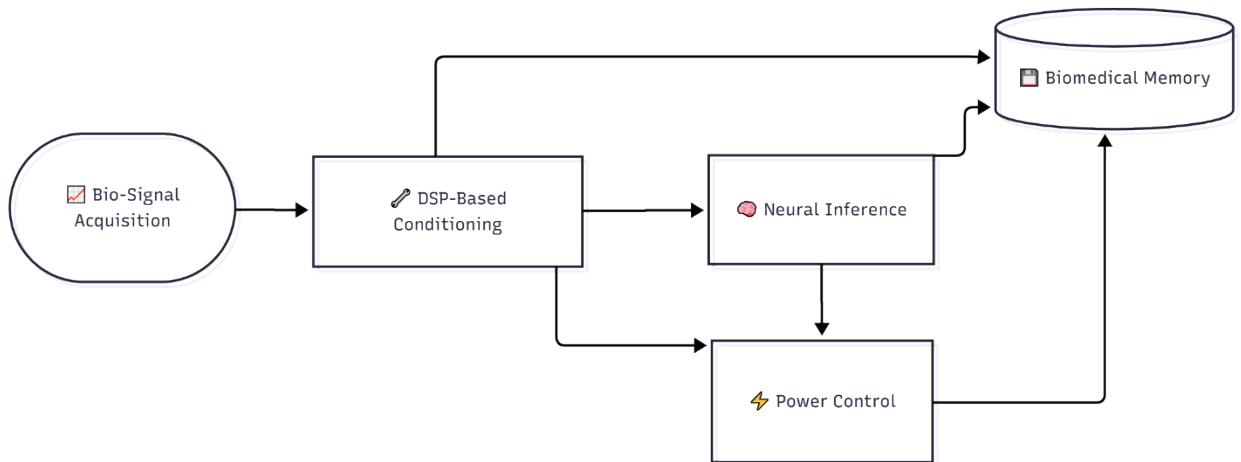 💾 Biomedical Memory
📈 Bio-Signal
Acquisition
🔧 DSP-Based
Conditioning
🧠 Neural Inference
⚡ Power Control